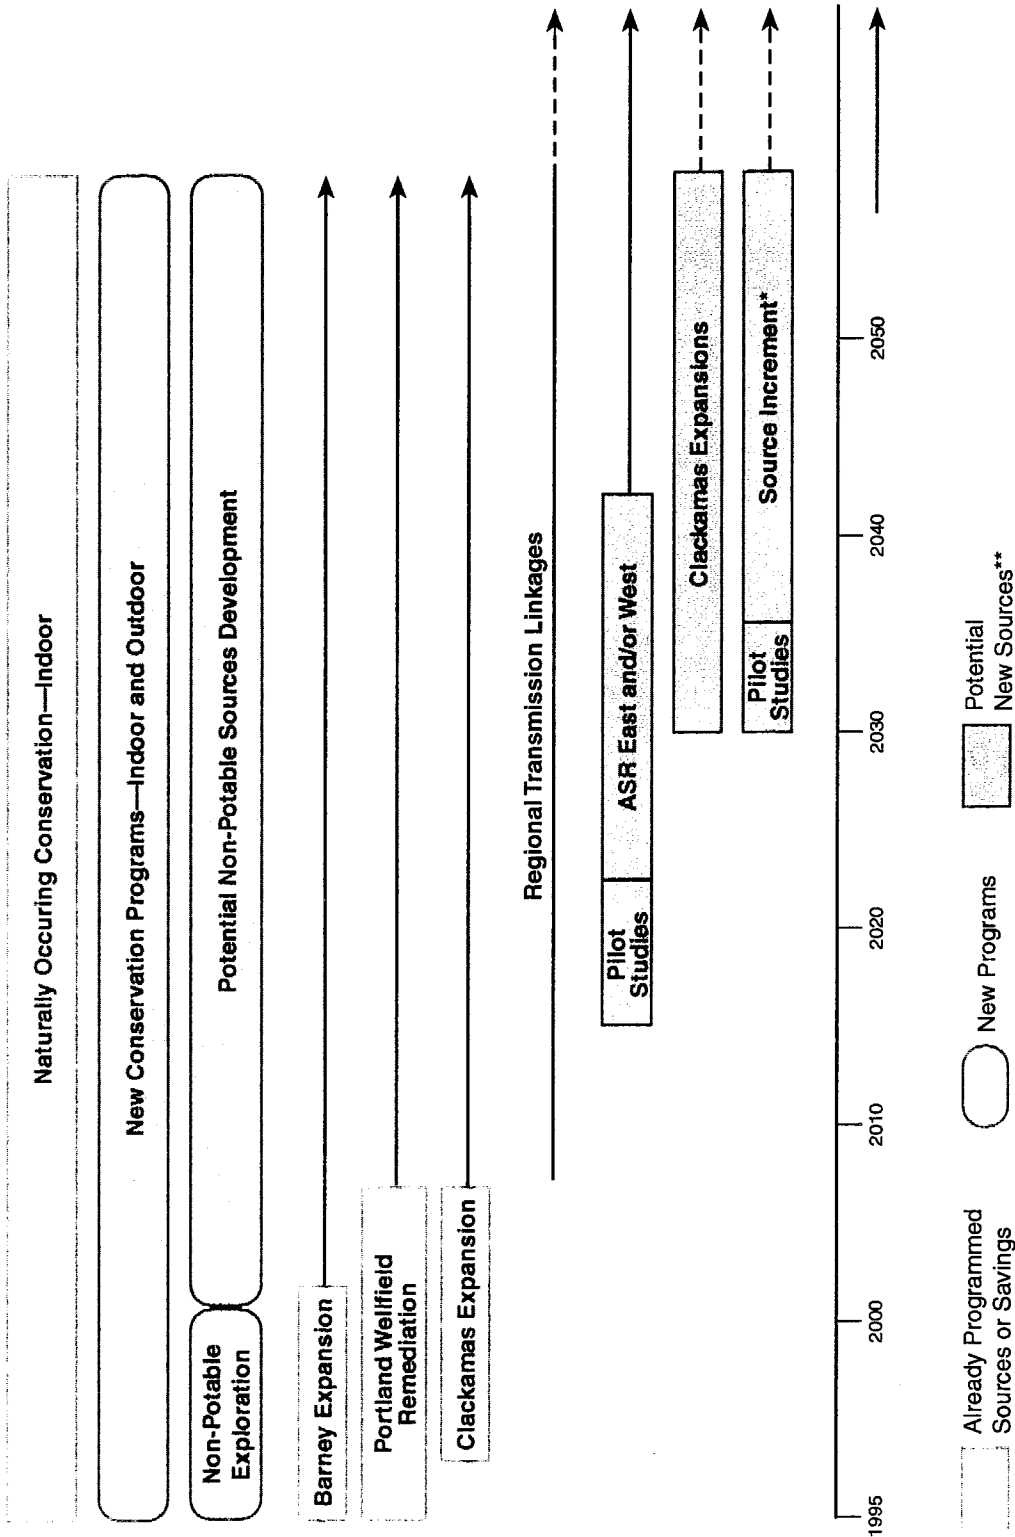 Naturally Occuring Conservation—Indoor
New Conservation Programs—Indoor and Outdoor
Non-Potable
Exploration
Potential Non-Potable Sources Development
Barney Expansion
Portland Wellfield
Remediation
Clackamas Expansion
Regional Transmission Linkages
Pilot
Studies
ASR East and/or West
Clackamas Expansions
Pilot
Studies
Source Increment*
1995
2000
2010
2020
2030
2040
2050
Already Programmed
Sources or Savings
New Programs
Potential
New Sources**